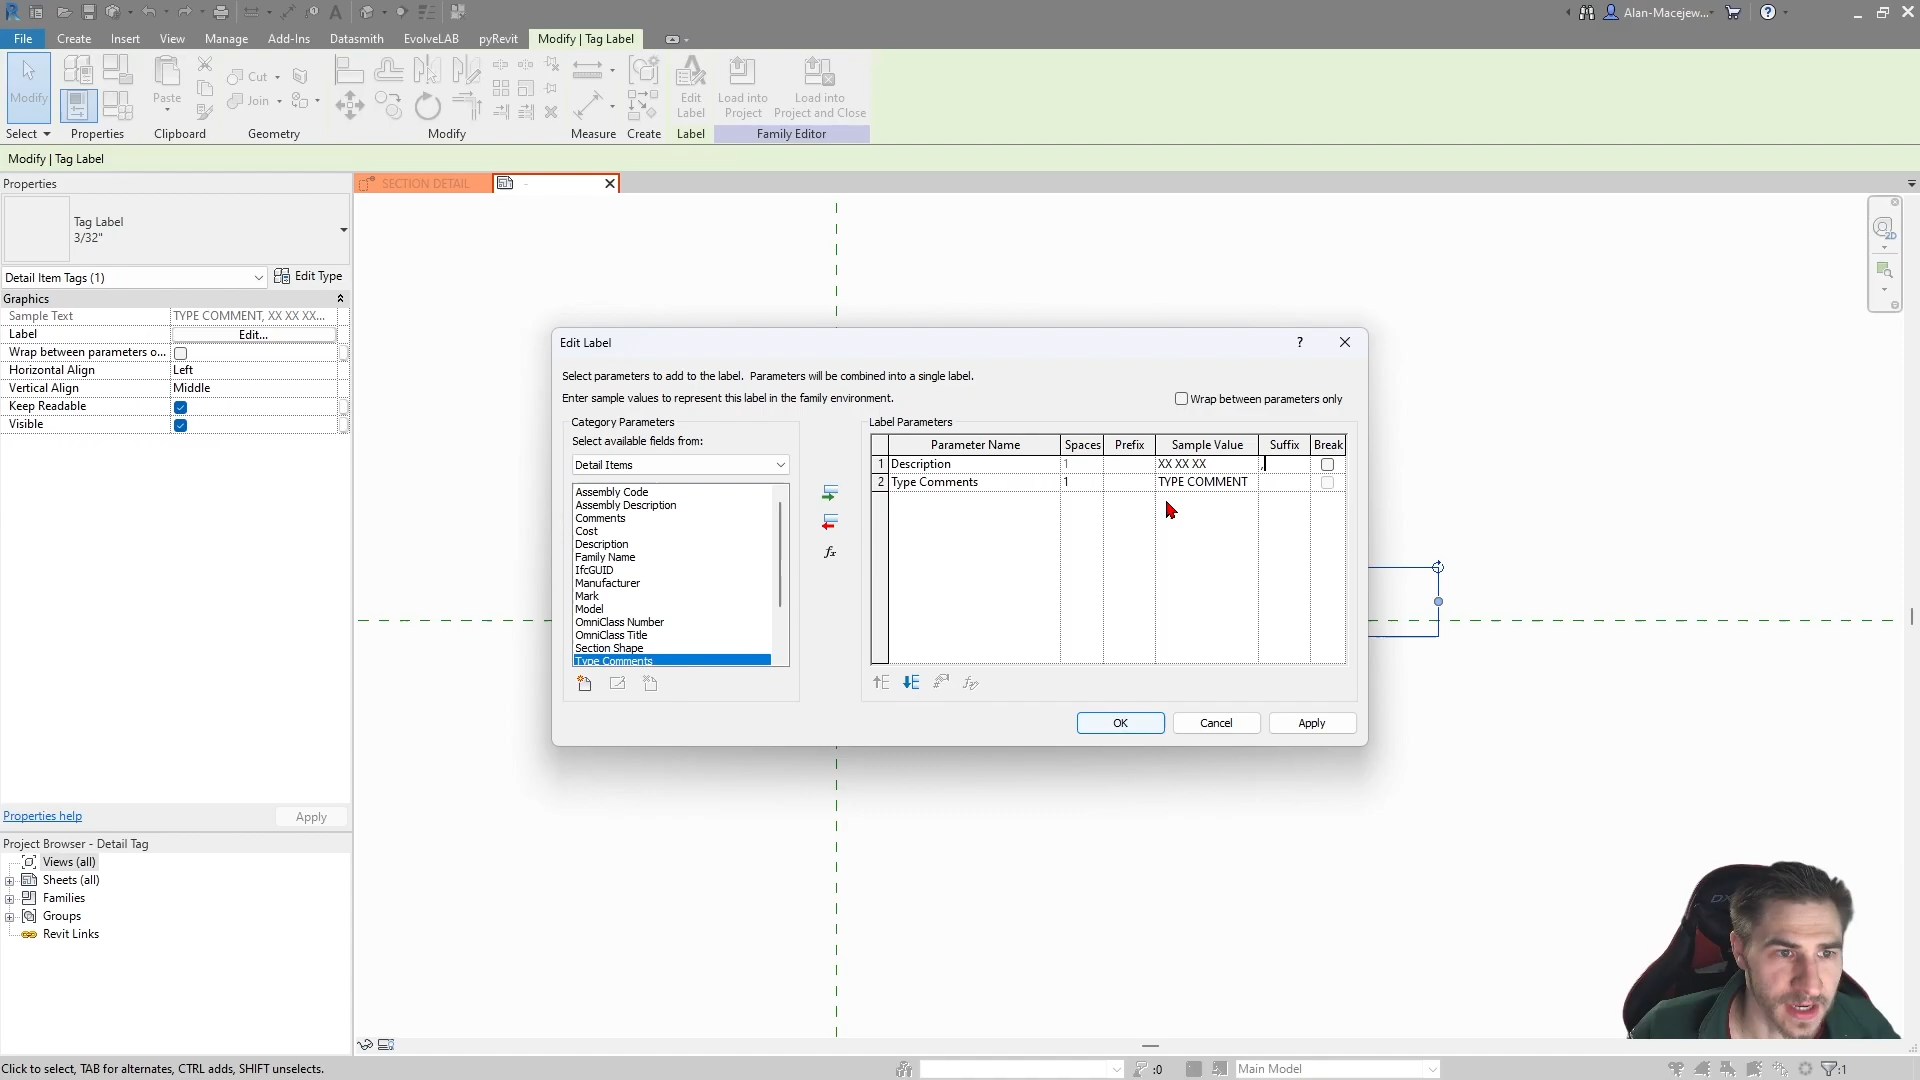 Alan-Macejew...
File Create Insert View Manage Add-Ins Datasmith EvolveLAB pyRevit Modify | Tag Label
Modify Paste Cut Join Edit Label Load into Project Load into Project and Close
Select Properties Clipboard Geometry Modify Measure Create Label Family Editor
Modify | Tag Label
Properties
SECTION DETAIL -
Tag Label
3/32"
Detail Item Tags (1) Edit Type
Graphics
Sample Text TYPE COMMENT, XX XX XX...
Label Edit...
Wrap between parameters o...
Horizontal Align Left
Vertical Align Middle
Keep Readable
Visible
Properties help Apply
Project Browser - Detail Tag
Views (all)
Sheets (all)
Families
Groups
Revit Links
2D
Edit Label ?
Select parameters to add to the label. Parameters will be combined into a single label.
Enter sample values to represent this label in the family environment. Wrap between parameters only
Category Parameters
Select available fields from:
Detail Items
Assembly Code
Assembly Description
Comments
Cost
Description
Family Name
IfcGUID
Manufacturer
Mark
Model
OmniClass Number
OmniClass Title
Section Shape
Type Comments
fx
Label Parameters
Parameter Name Spaces Prefix Sample Value Suffix Break
1 Description 1 XX XX XX ,
2 Type Comments 1 TYPE COMMENT
OK Cancel Apply
DX
Click to select, TAB for alternates, CTRL adds, SHIFT unselects. :0 Main Model :1